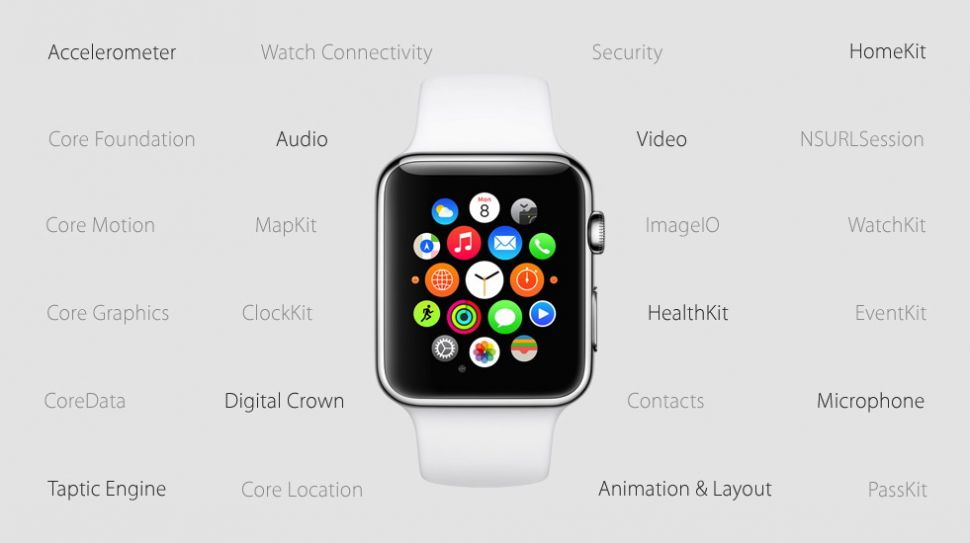 Accelerometer
Watch Connectivity
Security
HomeKit
Core Foundation
Audio
Video
NSURLSession
Core Motion
MapKit
ImageIO
WatchKit
Mon
8
Core Graphics
ClockKit
HealthKit
EventKit
CoreData
Digital Crown
Contacts
Microphone
Taptic Engine
Core Location
Animation & Layout
PassKit